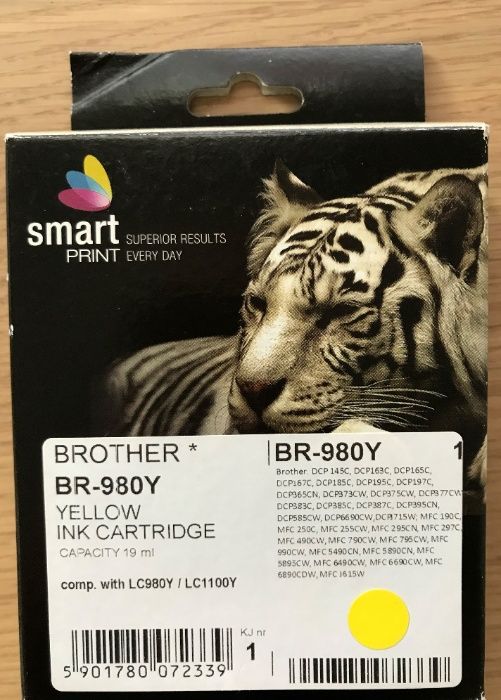 smart
PRINT
SUPERIOR RESULTS
EVERY DAY
BROTHER *
BR-980Y
YELLOW
INK CARTRIDGE
CAPACITY 19 ml
comp. with LC980Y / LC1100Y
KJ nr
1
5 901780 072339
BR-980Y
1
Brother: DCP 145C, DCP163C, DCP165C,
DCP167C, DCP185C, DCP195C, DCP197C,
DCP365CN, DCP373CW, DCP375CW, DCP377CW
DCP383C, DCP385C, DCP387C, DCP395CN,
DCP585CW, DCP6690CW, DCPJ715W; MFC 190C,
MFC 250C, MFC 255CW, MFC 295CN, MFC 297C,
MFC 490CW, MFC 790CW, MFC 795CW, MFC
990CW, MFC 5490CN, MFC 5890CN, MFC
5895CW, MFC 6490CW, MFC 6690CW, MFC
6890CDW, MFC J615W